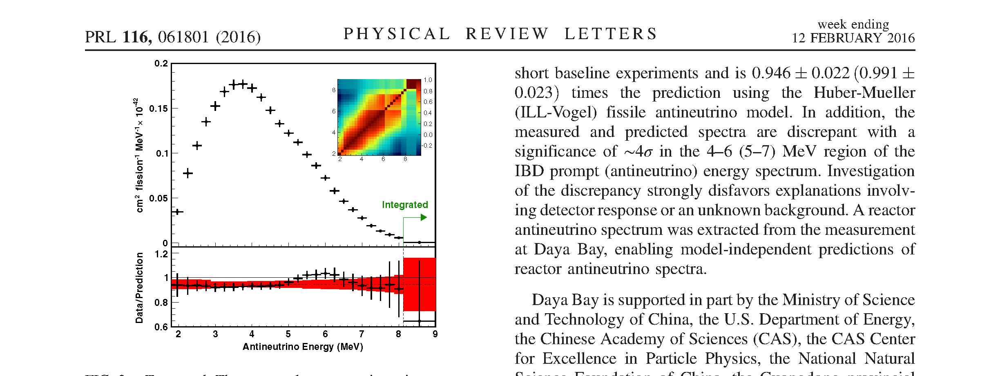 PRL 116, 061801 (2016)
PHYSICAL REVIEW LETTERS
week ending
12 FEBRUARY 2016
0.2
0.15
0.1
0.05
0
cm² fission⁻¹ MeV⁻¹ × 10⁻⁴²
8
6
4
2
2 4 6 8
1.0
0.8
0.6
0.4
0.2
0.0
-0.2
Integrated
1.2
1
0.8
0.6
Data/Prediction
2 3 4 5 6 7 8 9
Antineutrino Energy (MeV)
short baseline experiments and is 0.946 ± 0.022 (0.991 ±
0.023) times the prediction using the Huber-Mueller
(ILL-Vogel) fissile antineutrino model. In addition, the
measured and predicted spectra are discrepant with a
significance of ∼4σ in the 4–6 (5–7) MeV region of the
IBD prompt (antineutrino) energy spectrum. Investigation
of the discrepancy strongly disfavors explanations involv-
ing detector response or an unknown background. A reactor
antineutrino spectrum was extracted from the measurement
at Daya Bay, enabling model-independent predictions of
reactor antineutrino spectra.
Daya Bay is supported in part by the Ministry of Science
and Technology of China, the U.S. Department of Energy,
the Chinese Academy of Sciences (CAS), the CAS Center
for Excellence in Particle Physics, the National Natural